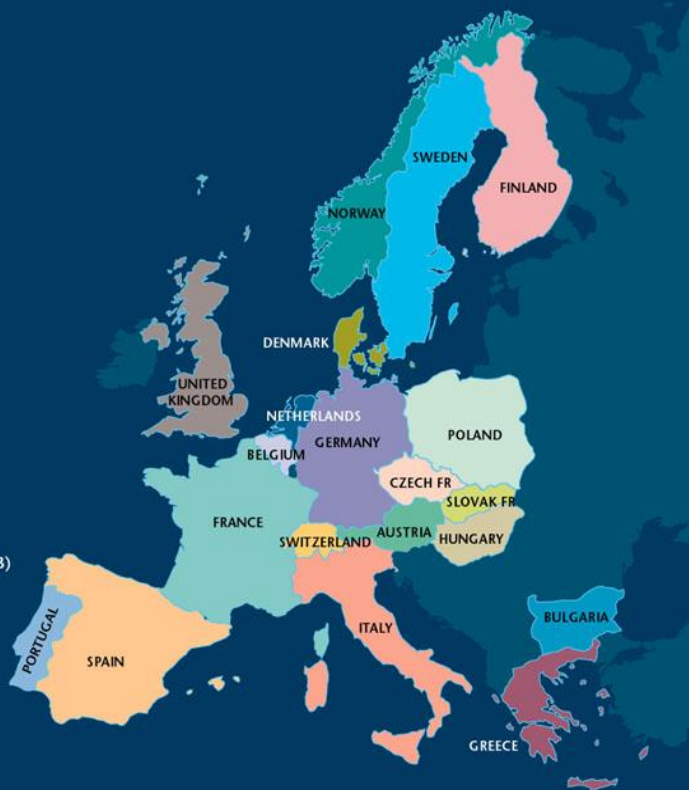 SWEDEN
FINLAND
NORWAY
DENMARK
UNITED
KINGDOM
NETHERLANDS
GERMANY
POLAND
BELGIUM
CZECH FR
SLOVAK FR
FRANCE
AUSTRIA
SWITZERLAND
HUNGARY
3)
PORTUGAL
SPAIN
ITALY
BULGARIA
GREECE